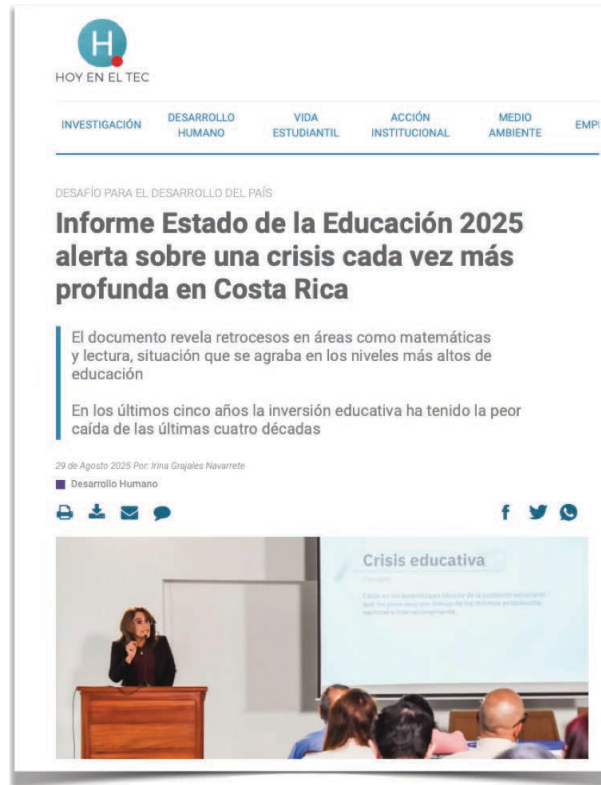 H
HOY EN EL TEC
INVESTIGACIÓN
DESARROLLO
HUMANO
VIDA
ESTUDIANTIL
ACCIÓN
INSTITUCIONAL
MEDIO
AMBIENTE
EMP
DESAFÍO PARA EL DESARROLLO DEL PAÍS
Informe Estado de la Educación 2025
alerta sobre una crisis cada vez más
profunda en Costa Rica
El documento revela retrocesos en áreas como matemáticas
y lectura, situación que se agraba en los niveles más altos de
educación
En los últimos cinco años la inversión educativa ha tenido la peor
caída de las últimas cuatro décadas
29 de Agosto 2025 Por: Irina Grajales Navarrete
Desarrollo Humano
Crisis educativa